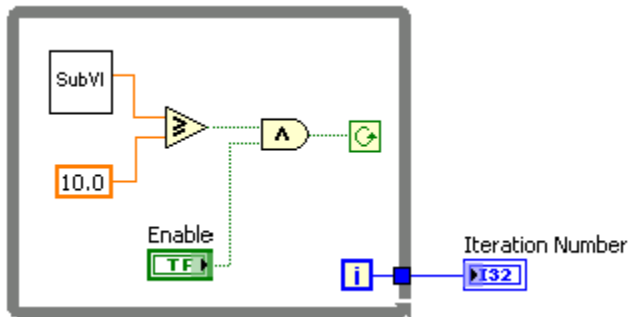 SubVI
≥
10.0
∧
Enable
TF
i
Iteration Number
I32